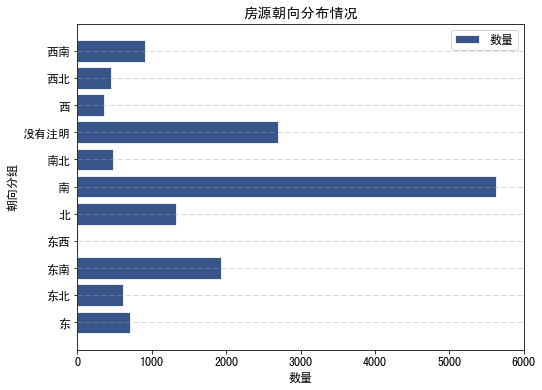 房源朝向分布情况
数量
西南
西北
西
没有注明
南北
南
北
东西
东南
东北
东
朝向分组
0 1000 2000 3000 4000 5000 6000
数量